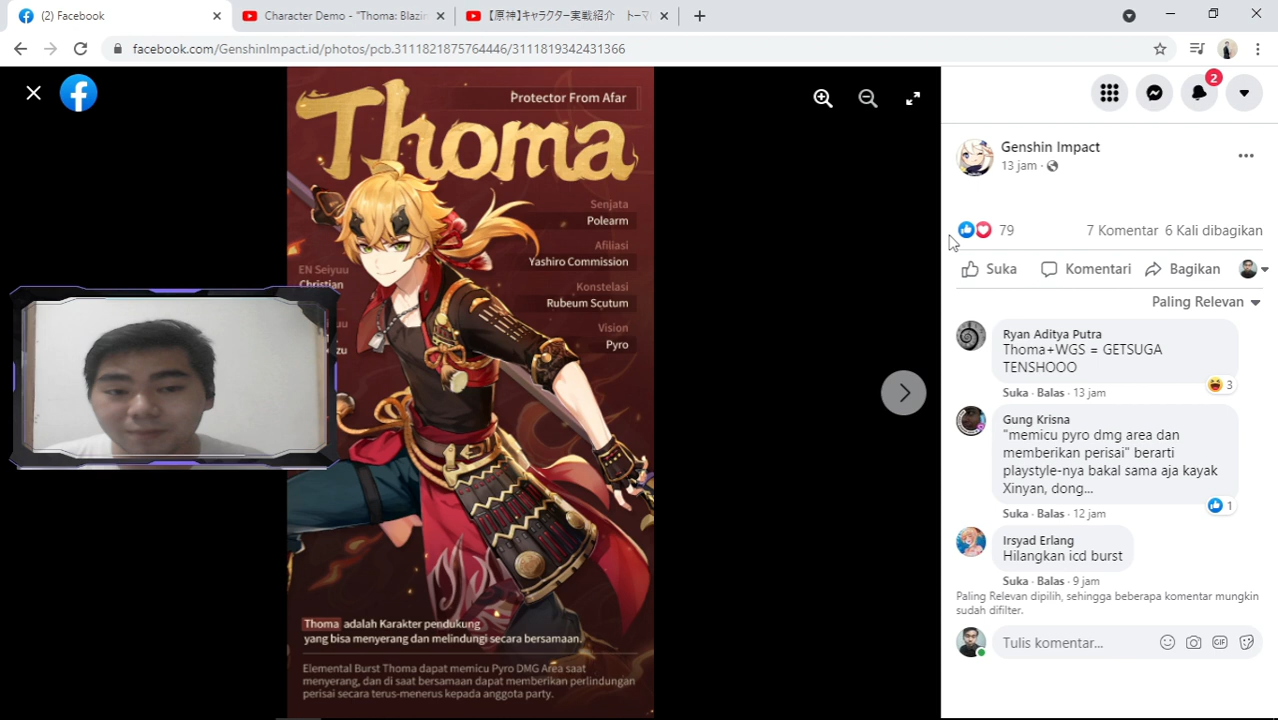 (2) Facebook
Character Demo - "Thoma: Blazin
【原神】キャラクター実戦紹介 トーマ
facebook.com/GenshinImpact.id/photos/pcb.3111821875764446/3111819342431366
Protector From Afar
Thoma
Senjata
Polearm
Afiliasi
Yashiro Commission
EN Seiyuu
Christian
Konstelasi
Rubeum Scutum
Vision
Pyro
uu
zu
Thoma adalah Karakter pendukung
yang bisa menyerang dan melindungi secara bersamaan.
Elemental Burst Thoma dapat memicu Pyro DMG Area saat
menyerang, dan di saat bersamaan dapat memberikan perlindungan
perisai secara terus-menerus kepada anggota party.
2
Genshin Impact
13 jam
79
7 Komentar 6 Kali dibagikan
Suka Komentari Bagikan
Paling Relevan
Ryan Aditya Putra
Thoma+WGS = GETSUGA
TENSHOOO
3
Suka · Balas · 13 jam
Gung Krisna
"memicu pyro dmg area dan
memberikan perisai" berarti
playstyle-nya bakal sama aja kayak
Xinyan, dong...
1
Suka · Balas · 12 jam
Irsyad Erlang
Hilangkan icd burst
Suka · Balas · 9 jam
Paling Relevan dipilih, sehingga beberapa komentar mungkin
sudah difilter.
Tulis komentar...
GIF